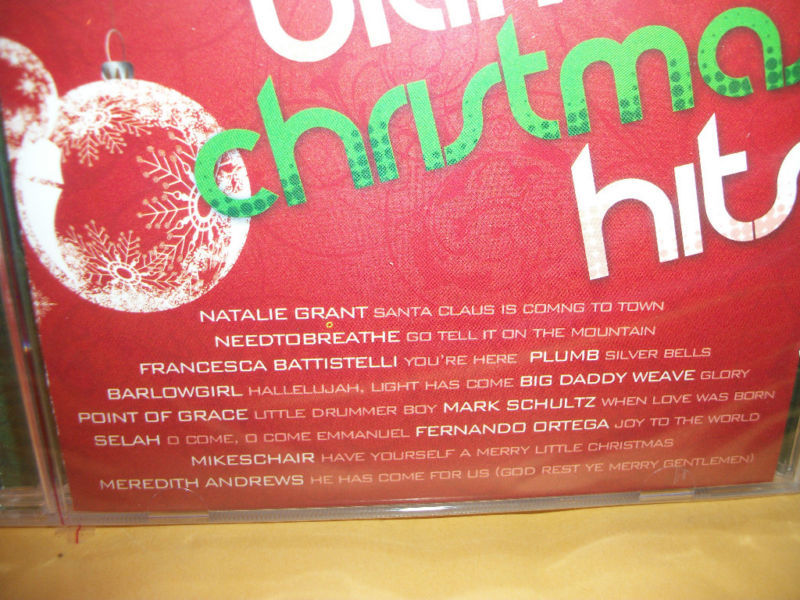 christma
hits
NATALIE GRANT SANTA CLAUS IS COMNG TO TOWN
NEEDTOBREATHE GO TELL IT ON THE MOUNTAIN
FRANCESCA BATTISTELLI YOU'RE HERE PLUMB SILVER BELLS
BARLOWGIRL HALLELUJAH, LIGHT HAS COME BIG DADDY WEAVE GLORY
POINT OF GRACE LITTLE DRUMMER BOY MARK SCHULTZ WHEN LOVE WAS BORN
SELAH O COME, O COME EMMANUEL FERNANDO ORTEGA JOY TO THE WORLD
MIKESCHAIR HAVE YOURSELF A MERRY LITTLE CHRISTMAS
MEREDITH ANDREWS HE HAS COME FOR US (GOD REST YE MERRY GENTLEMEN)